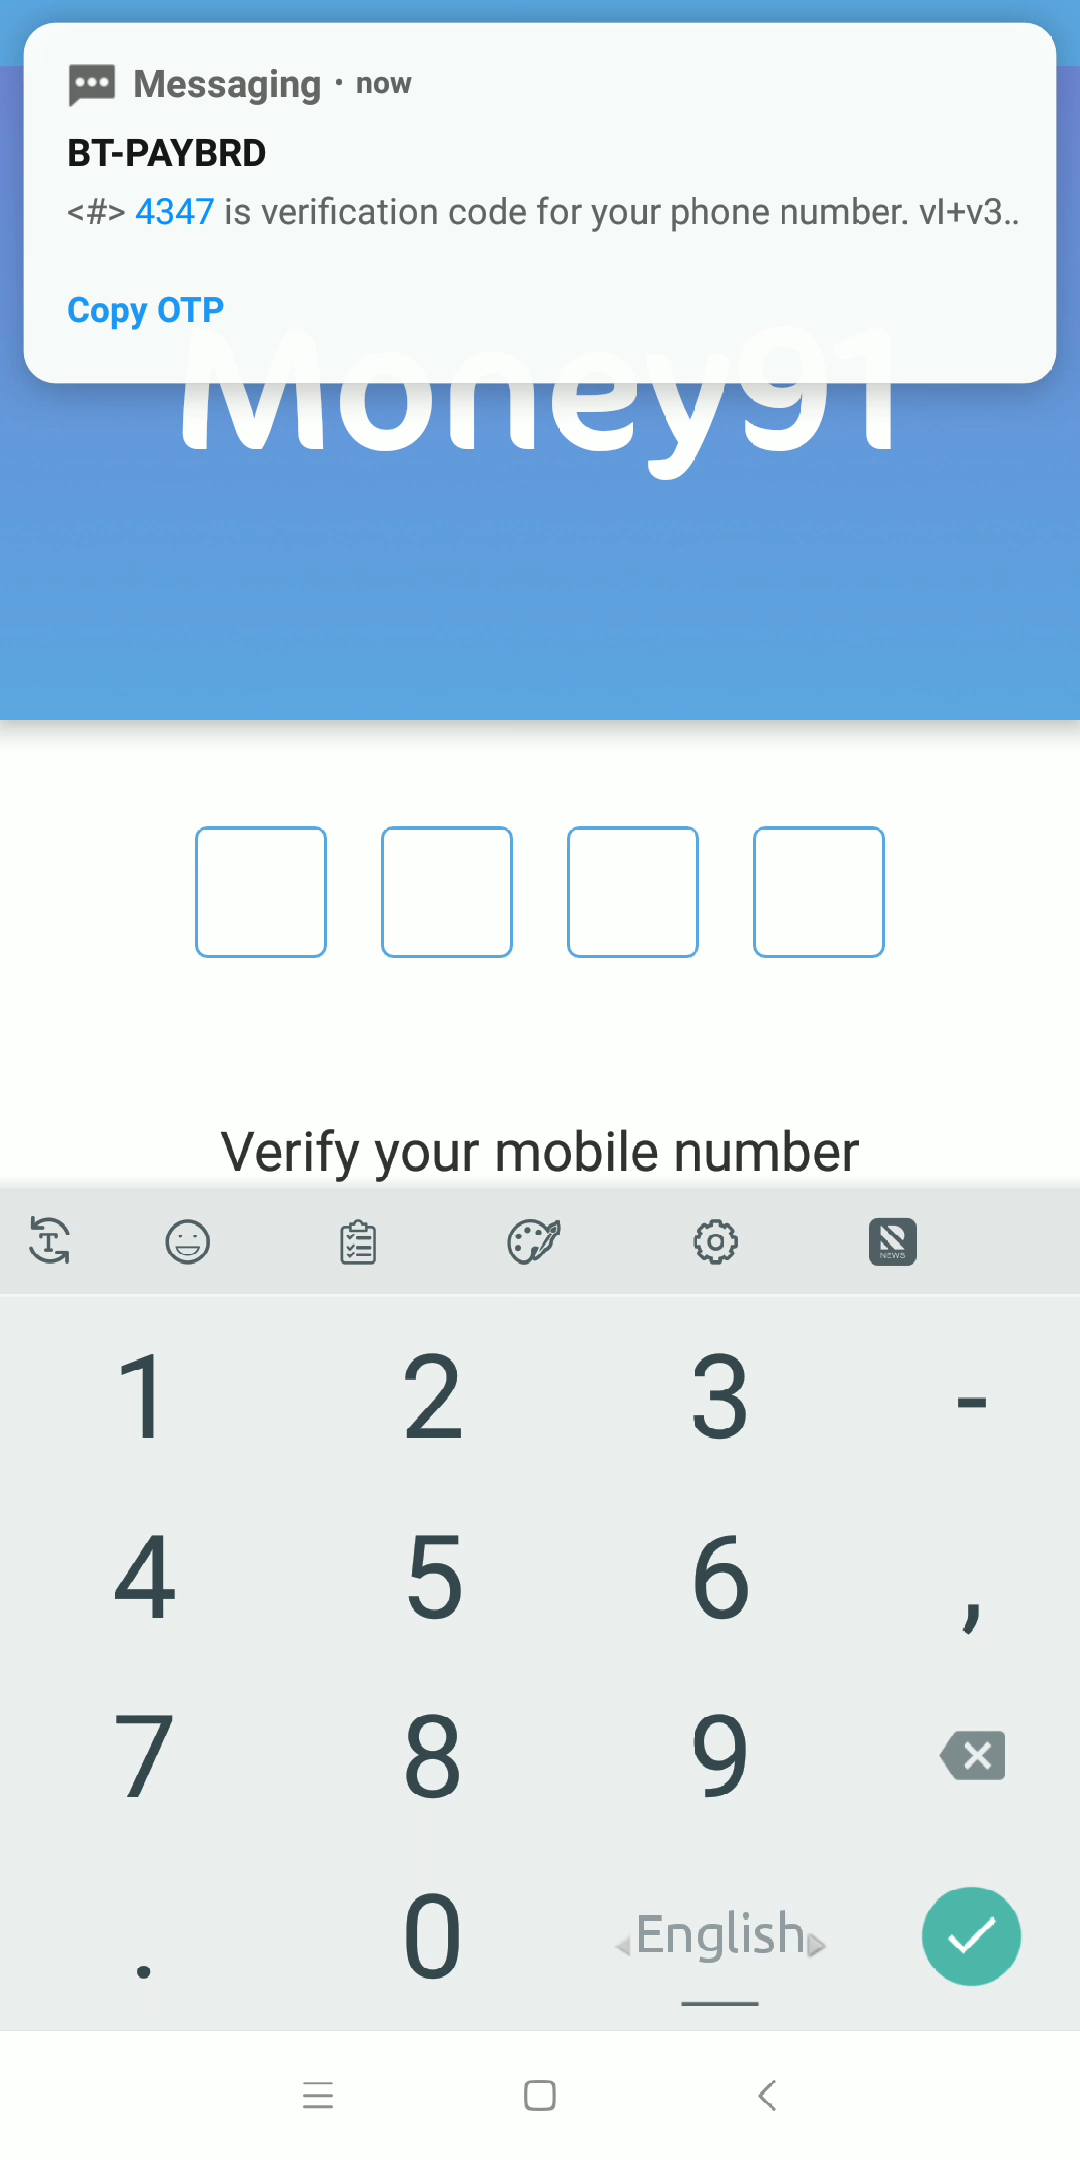 Messaging · now
BT-PAYBRD
<#> 4347 is verification code for your phone number. vI+v3..
Copy OTP
Money91
Verify your mobile number
T
NEWS
1 2 3 -
4 5 6 ,
7 8 9
. 0 English